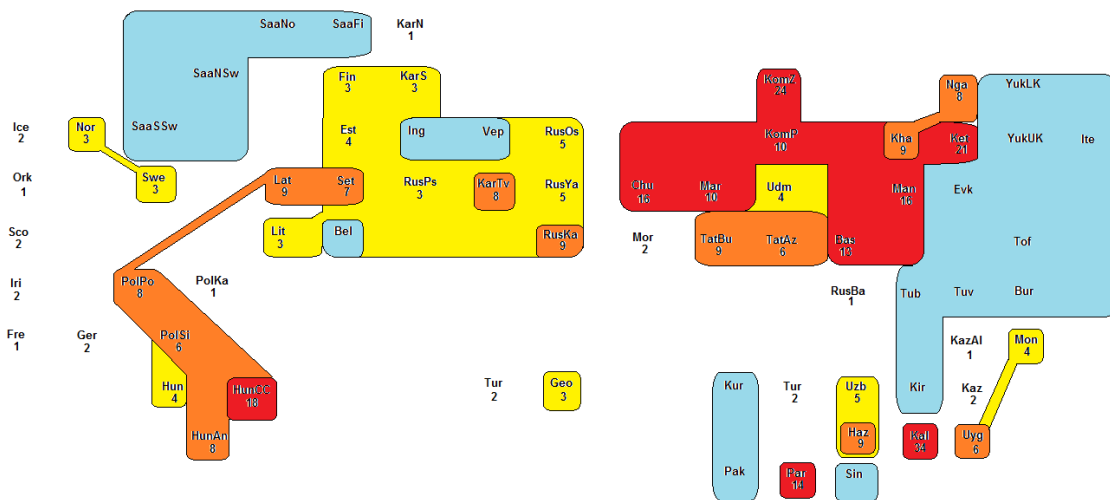 SaaNo SaaFi KarN
1
SaaNSw
Fin KarS KomZ Nga YukLK
3 3 24 8
Ice Nor SaaSSw Est Ing Vep RusOs KomP Kha Ker YukUK Ite
2 3 4 5 10 9 21
Ork Swe Lat Set RusPs KarTv RusYa Chu Mar Udm Man Evk
1 3 9 7 3 8 5 16 10 4 16
Sco Lit Bel RusKa Mor TatBu TatAz Bas Tof
2 3 9 2 9 6 10
Iri PolPo PolKa RusBa Tub Tuv Bur
2 8 1 1
Fre Ger PolSi KazAl Mon
1 2 6 1 4
Hun HunCC Tur Geo Kur Tur Uzb Kir Kaz
4 18 2 3 2 5 2
HunAn Haz Kal Uyg
8 9 34 6
Pak Par Sin
14